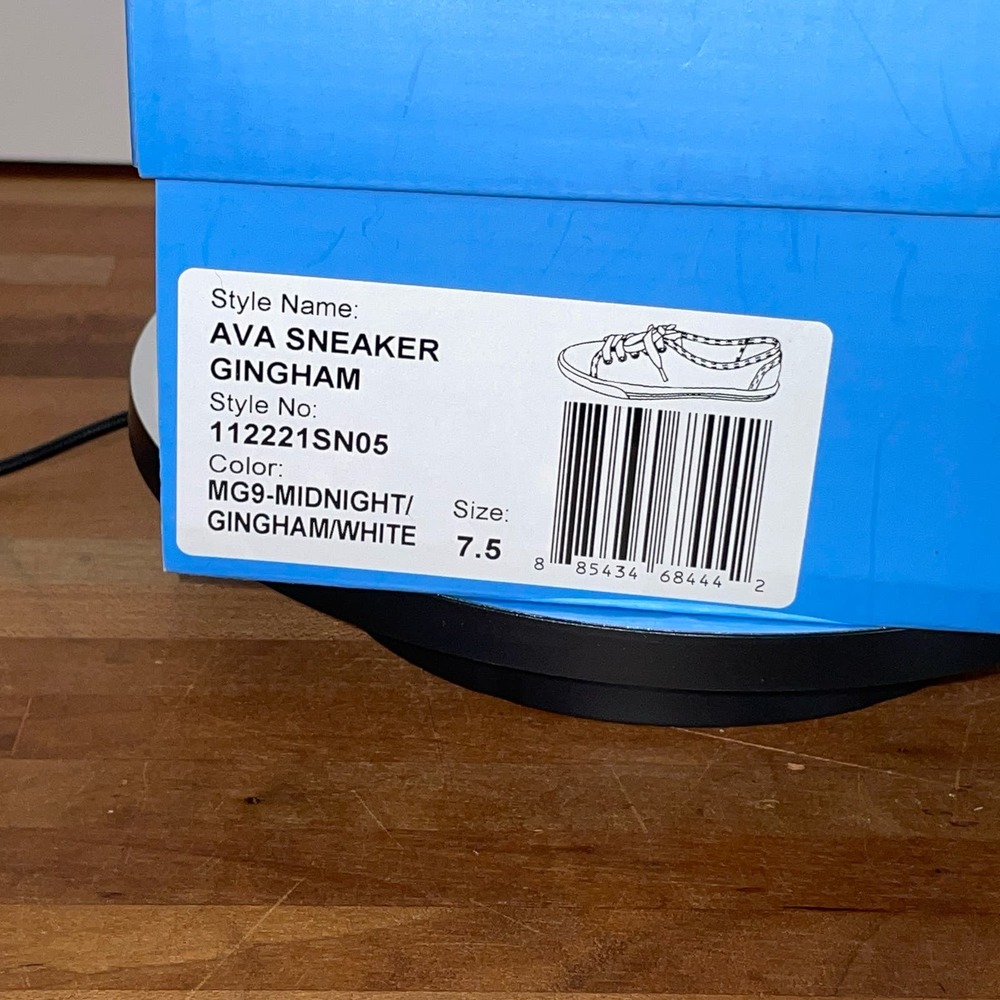 Style Name:
AVA SNEAKER
GINGHAM
Style No:
112221SN05
Color:
MG9-MIDNIGHT/
GINGHAM/WHITE
Size:
7.5
8 85434 68444 2